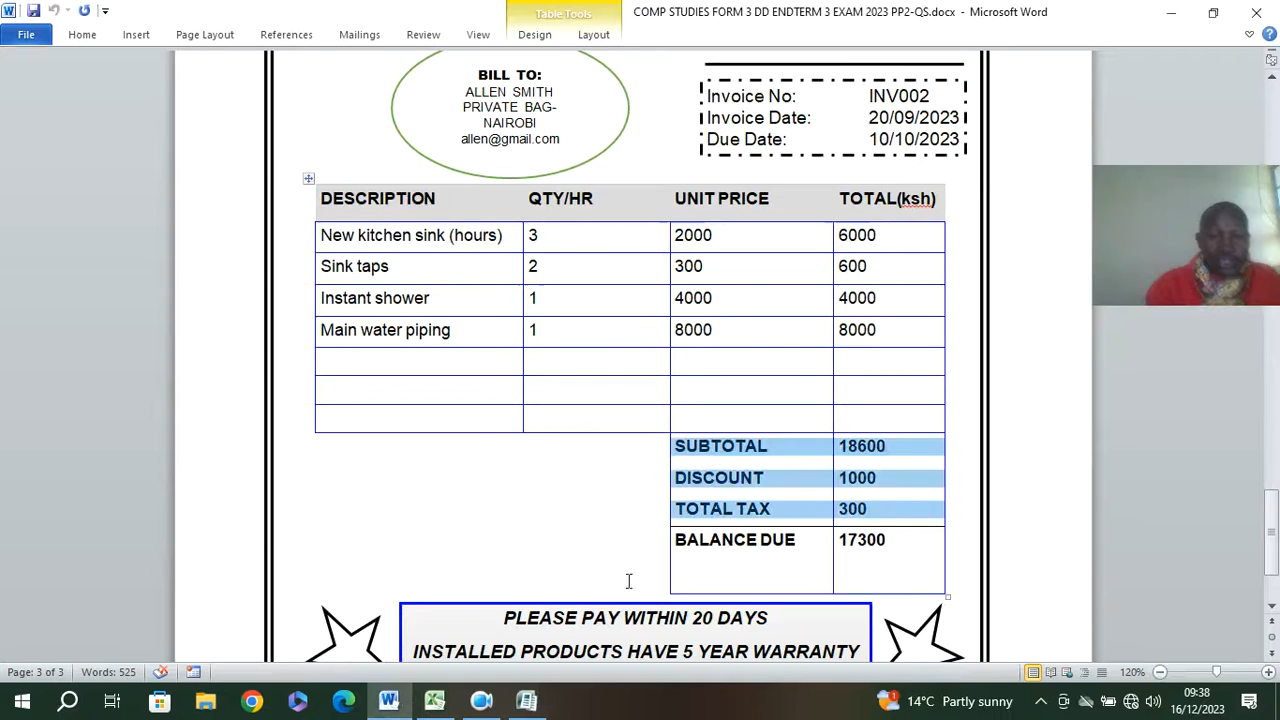 COMP STUDIES FORM 3 DD ENDTERM 3 EXAM 2023 PP2-QS.docx - Microsoft Word
Table Tools
File Home Insert Page Layout References Mailings Review View Design Layout
BILL TO:
ALLEN SMITH
PRIVATE BAG-
NAIROBI
allen@gmail.com
Invoice No: INV002
Invoice Date: 20/09/2023
Due Date: 10/10/2023
DESCRIPTION QTY/HR UNIT PRICE TOTAL(ksh)
New kitchen sink (hours) 3 2000 6000
Sink taps 2 300 600
Instant shower 1 4000 4000
Main water piping 1 8000 8000
SUBTOTAL 18600
DISCOUNT 1000
TOTAL TAX 300
BALANCE DUE 17300
PLEASE PAY WITHIN 20 DAYS
INSTALLED PRODUCTS HAVE 5 YEAR WARRANTY
Page: 3 of 3 Words: 525 120%
14°C Partly sunny 09:38
16/12/2023